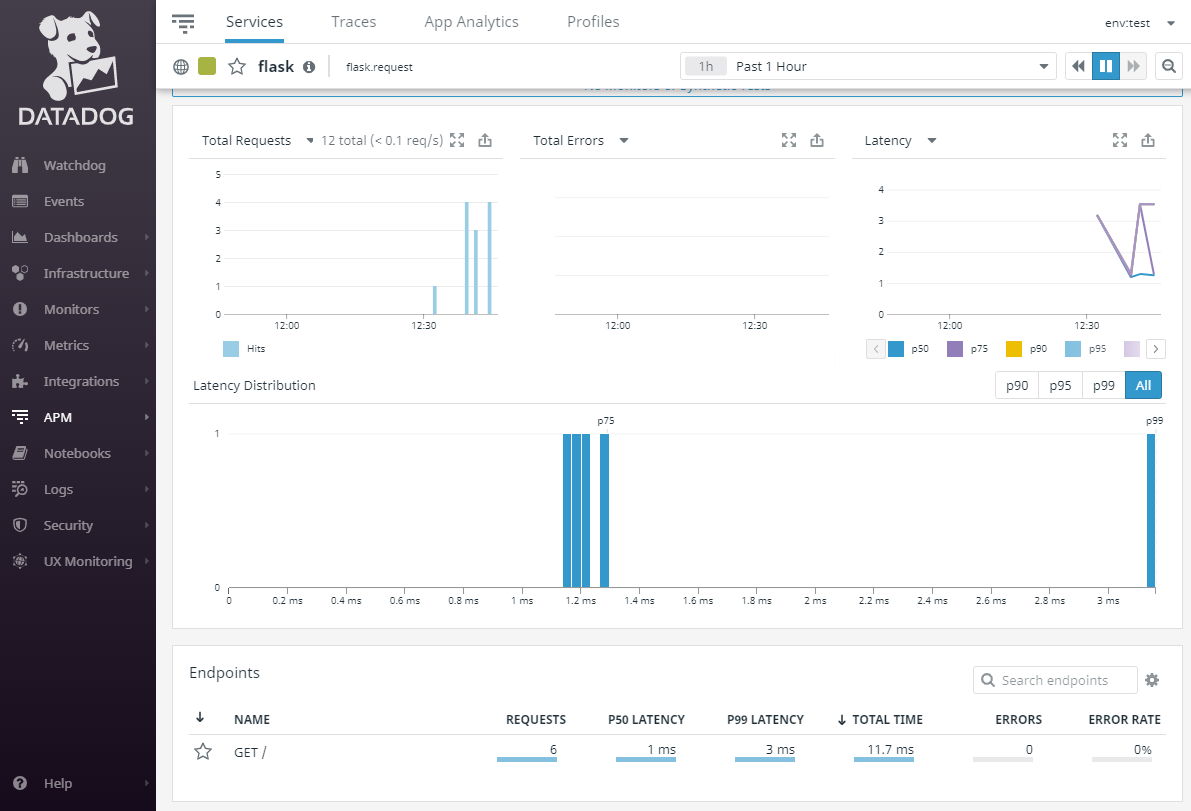 DATADOG
Watchdog
Events
Dashboards
Infrastructure
Monitors
Metrics
Integrations
APM
Notebooks
Logs
Security
UX Monitoring
Help
Services Traces App Analytics Profiles env:test
flask flask.request 1h Past 1 Hour
No Monitors or Synthetic Tests
Total Requests 12 total (< 0.1 req/s)
5
4
3
2
1
0
12:00 12:30
Hits
Total Errors
12:00 12:30
Latency
4
3
2
1
0
12:00 12:30
p50 p75 p90 p95
Latency Distribution p90 p95 p99 All
p75 p99
1
0
0 0.2 ms 0.4 ms 0.6 ms 0.8 ms 1 ms 1.2 ms 1.4 ms 1.6 ms 1.8 ms 2 ms 2.2 ms 2.4 ms 2.6 ms 2.8 ms 3 ms
Endpoints
Search endpoints
NAME REQUESTS P50 LATENCY P99 LATENCY TOTAL TIME ERRORS ERROR RATE
GET / 6 1 ms 3 ms 11.7 ms 0 0%